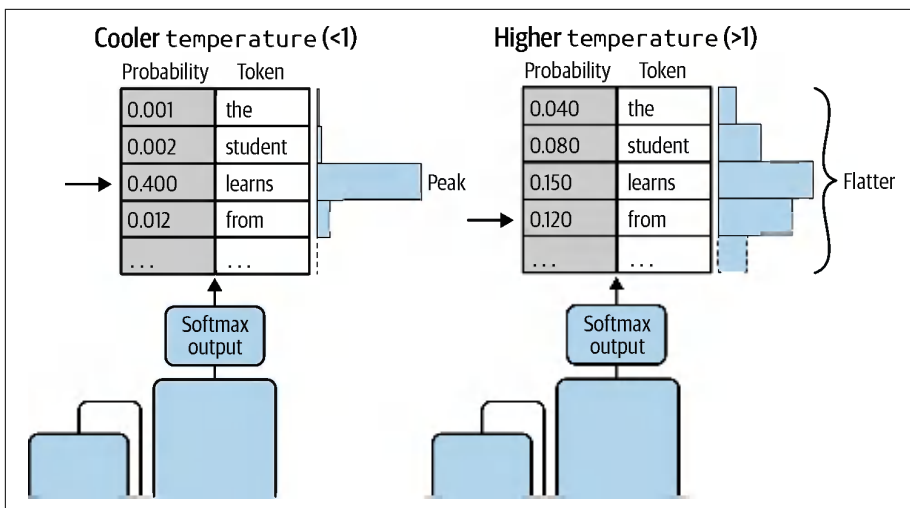 Cooler temperature (<1)
Probability Token
0.001 the
0.002 student
0.400 learns
0.012 from
... ...
Peak
Softmax
output
Higher temperature (>1)
Probability Token
0.040 the
0.080 student
0.150 learns
0.120 from
... ...
Flatter
Softmax
output